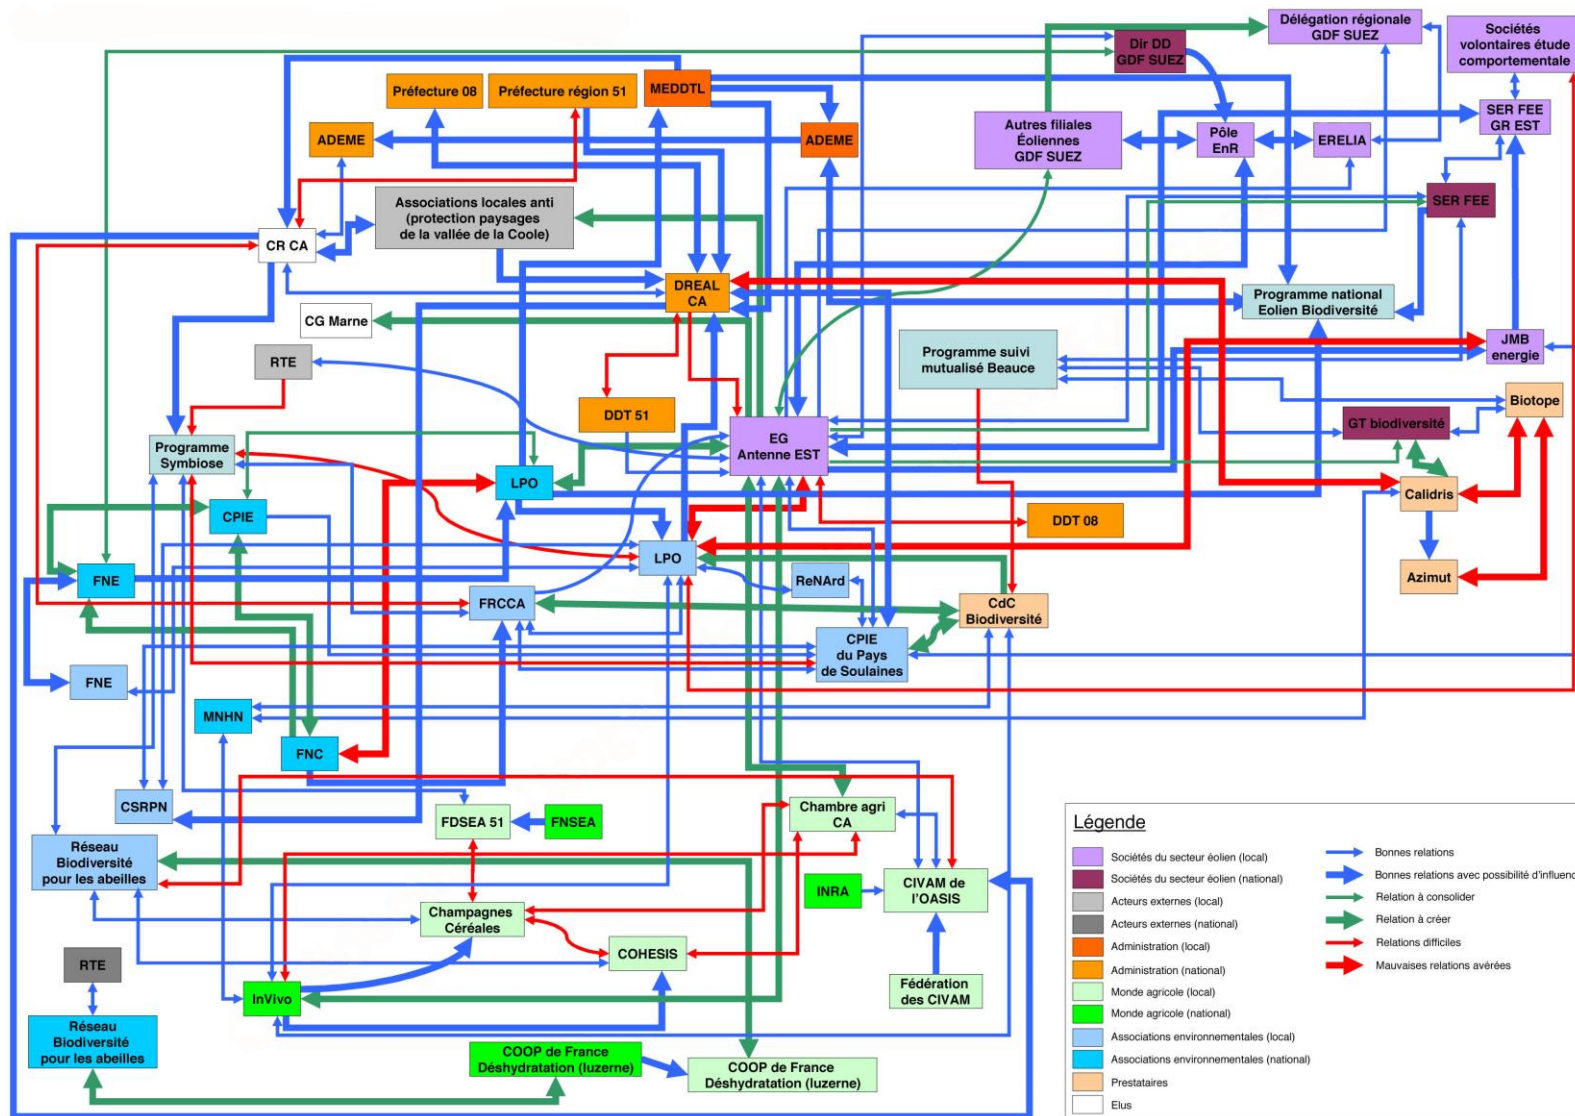 Délégation régionale
GDF SUEZ
Sociétés
volontaires étude
comportementale
Dir DD
GDF SUEZ
Préfecture 08
Préfecture région 51
MEDDTL
SER FEE
GR EST
ADEME
ADEME
Autres filiales
Éoliennes
GDF SUEZ
Pôle
EnR
ERELIA
Associations locales anti
(protection paysages
de la vallée de la Coole)
SER FEE
CR CA
DREAL
CA
Programme national
Eolien Biodiversité
CG Marne
RTE
Programme suivi
mutualisé Beauce
JMB
energie
DDT 51
Biotope
GT biodiversité
EG
Antenne EST
Programme
Symbiose
LPO
Calidris
CPIE
DDT 08
LPO
FNE
ReNArd
Azimut
FRCCA
CdC
Biodiversité
CPIE
du Pays
de Soulaines
FNE
MNHN
FNC
CSRPN
FDSEA 51
FNSEA
Chambre agri
CA
Réseau
Biodiversité
pour les abeilles
INRA
CIVAM de
l'OASIS
Champagnes
Céréales
COHESIS
RTE
InVivo
Fédération
des CIVAM
Réseau
Biodiversité
pour les abeilles
COOP de France
Déshydratation (luzerne)
COOP de France
Déshydratation (luzerne)
Légende
Sociétés du secteur éolien (local)
Sociétés du secteur éolien (national)
Acteurs externes (local)
Acteurs externes (national)
Administration (local)
Administration (national)
Monde agricole (local)
Monde agricole (national)
Associations environnementales (local)
Associations environnementales (national)
Prestataires
Elus
Bonnes relations
Bonnes relations avec possibilité d'influenc
Relation à consolider
Relation à créer
Relations difficiles
Mauvaises relations avérées